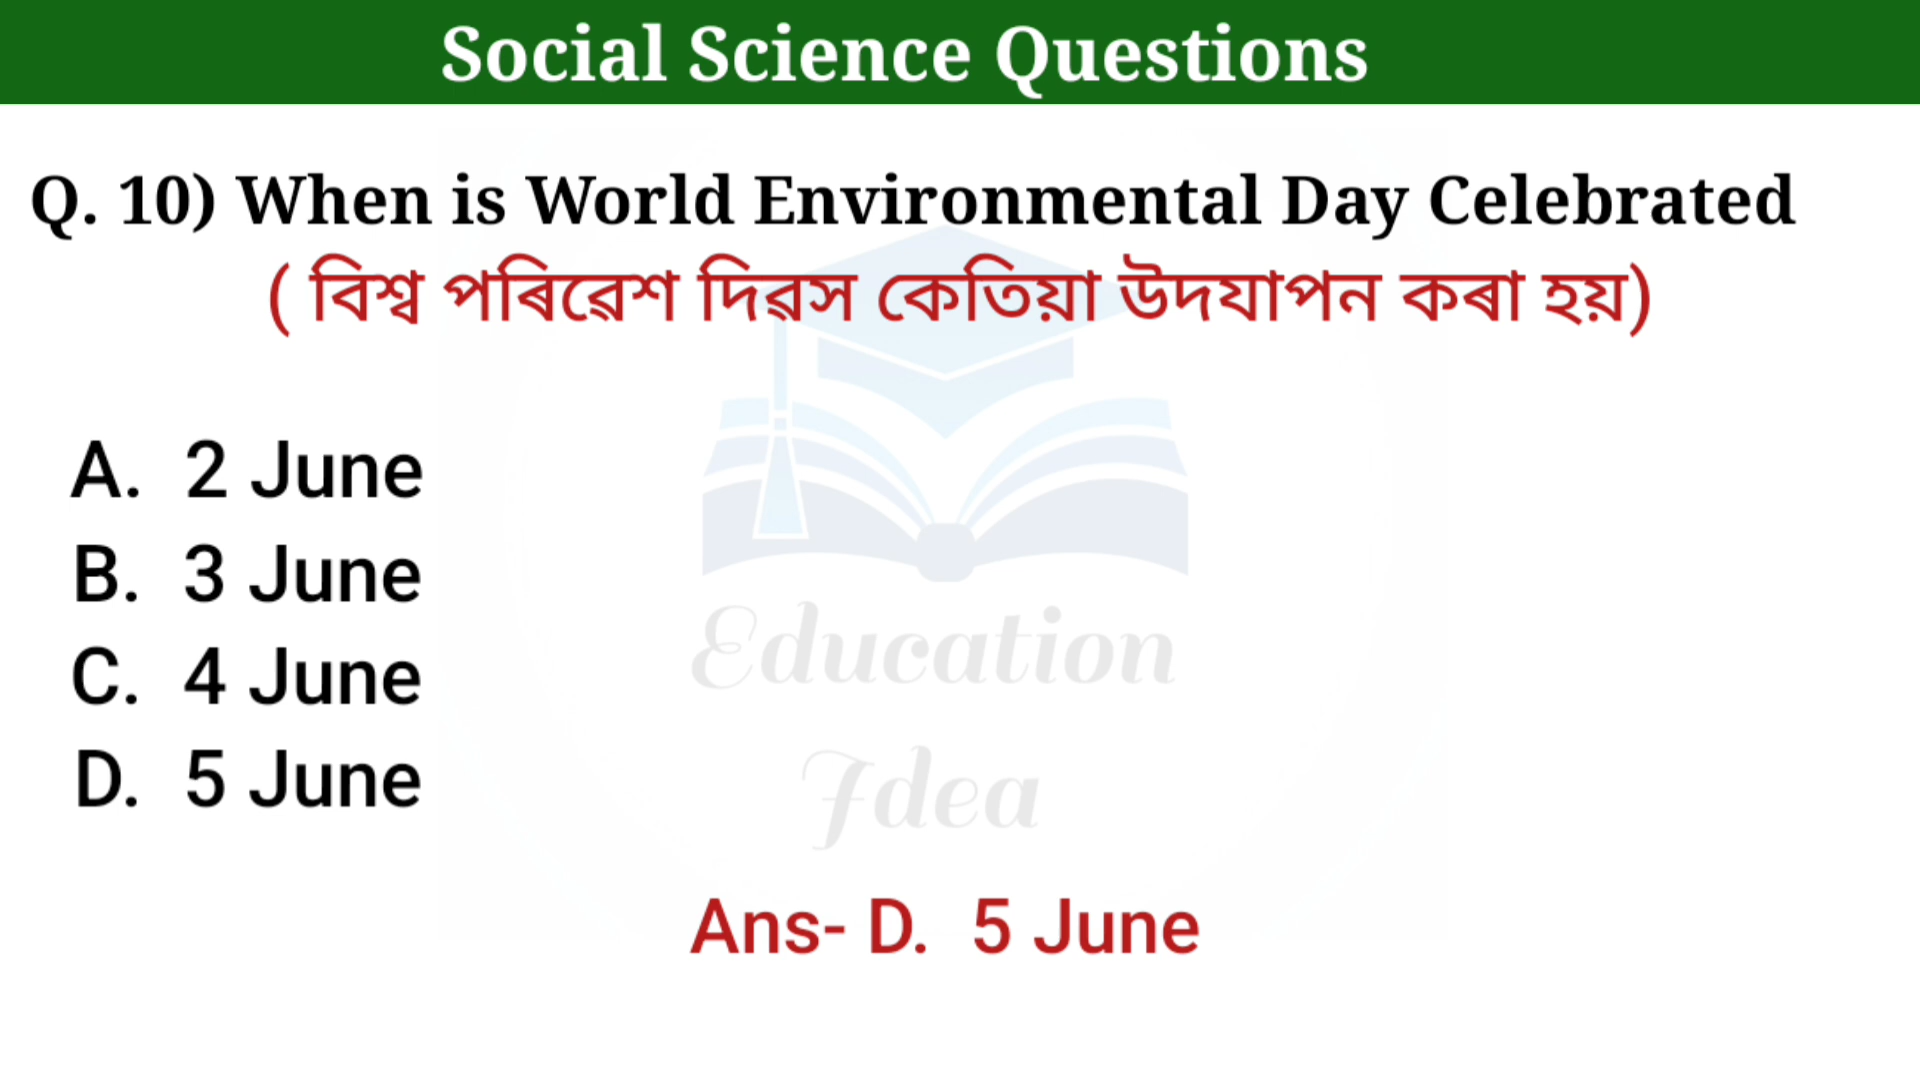 Social Science Questions
Q. 10) When is World Environmental Day Celebrated
( বিশ্ব পৰিৱেশ দিৱস কেতিয়া উদযাপন কৰা হয়)
A. 2 June
B. 3 June
C. 4 June
D. 5 June
Education
Idea
Ans- D. 5 June